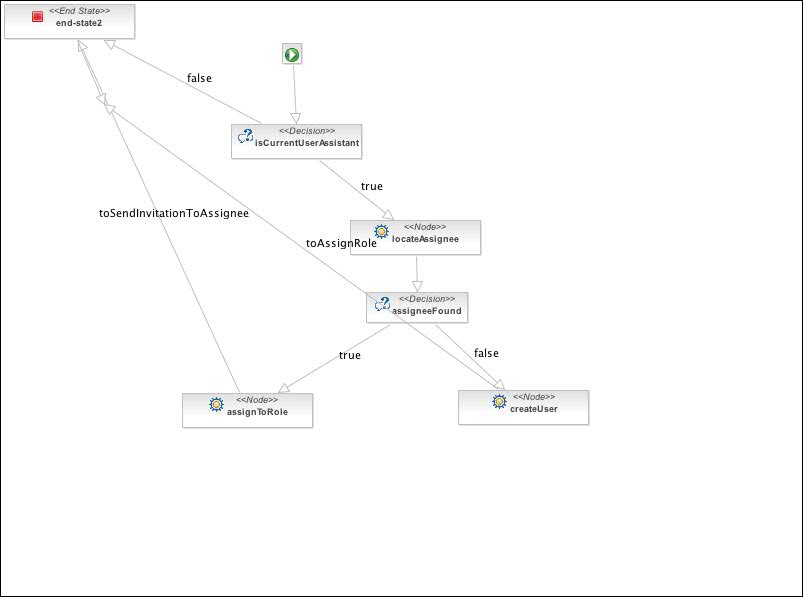 <<End State>>
end-state2
false
<<Decision>>
isCurrentUserAssistant
true
toSendInvitationToAssignee
<<Node>>
locateAssignee
toAssignRole
<<Decision>>
assigneeFound
true
false
<<Node>>
assignToRole
<<Node>>
createUser